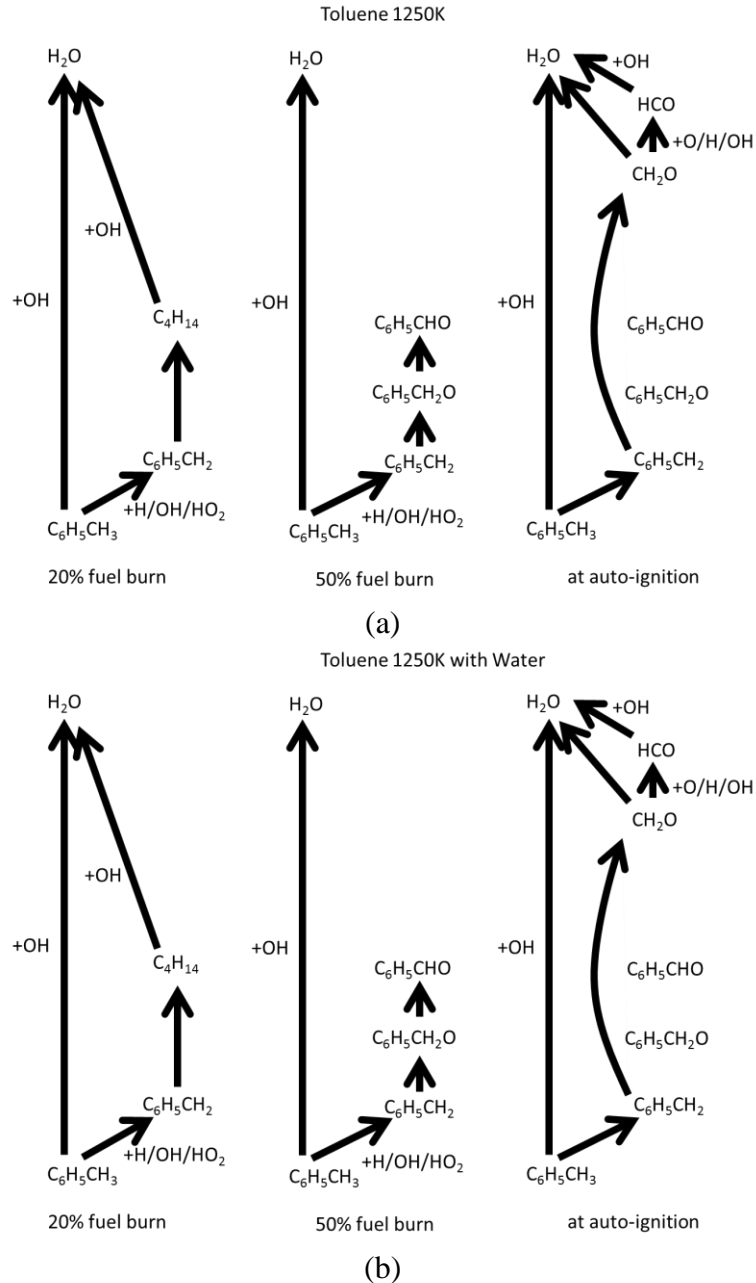 Toluene 1250K
H₂O
+OH
+OH
C₄H₁₄
C₆H₅CH₂
+H/OH/HO₂
C₆H₅CH₃
20% fuel burn
H₂O
+OH
C₆H₅CHO
C₆H₅CH₂O
C₆H₅CH₂
C₆H₅CH₃ +H/OH/HO₂
50% fuel burn
H₂O
+OH
HCO
+O/H/OH
CH₂O
+OH
C₆H₅CHO
C₆H₅CH₂O
C₆H₅CH₂
C₆H₅CH₃
at auto-ignition
(a)
Toluene 1250K with Water
H₂O
+OH
+OH
C₄H₁₄
C₆H₅CH₂
+H/OH/HO₂
C₆H₅CH₃
20% fuel burn
H₂O
+OH
C₆H₅CHO
C₆H₅CH₂O
C₆H₅CH₂
C₆H₅CH₃ +H/OH/HO₂
50% fuel burn
H₂O
+OH
HCO
+O/H/OH
CH₂O
+OH
C₆H₅CHO
C₆H₅CH₂O
C₆H₅CH₂
C₆H₅CH₃
at auto-ignition
(b)